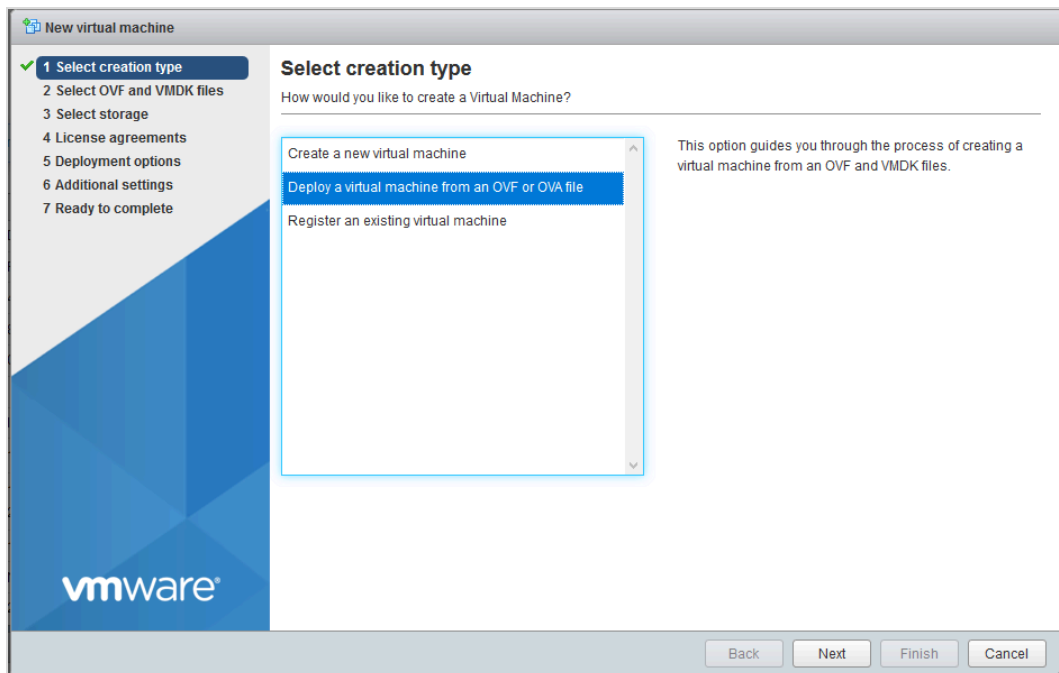 New virtual machine
1 Select creation type
2 Select OVF and VMDK files
3 Select storage
4 License agreements
5 Deployment options
6 Additional settings
7 Ready to complete
vmware®
Select creation type
How would you like to create a Virtual Machine?
Create a new virtual machine
Deploy a virtual machine from an OVF or OVA file
Register an existing virtual machine
This option guides you through the process of creating a
virtual machine from an OVF and VMDK files.
Back Next Finish Cancel